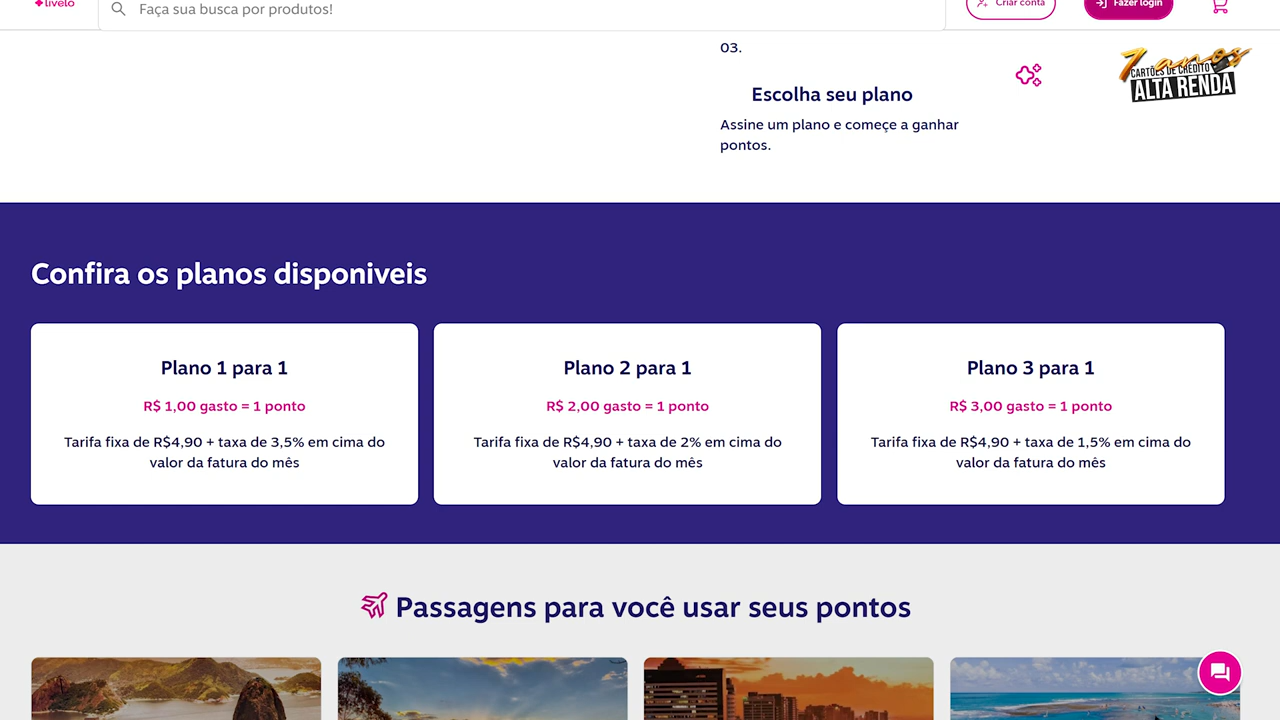 livelo
Faça sua busca por produtos!
Criar conta
Fazer login
7 anos
CARTÕES DE CRÉDITO
ALTA RENDA
03.
Escolha seu plano
Assine um plano e começe a ganhar
pontos.
Confira os planos disponiveis
Plano 1 para 1
R$ 1,00 gasto = 1 ponto
Tarifa fixa de R$4,90 + taxa de 3,5% em cima do
valor da fatura do mês
Plano 2 para 1
R$ 2,00 gasto = 1 ponto
Tarifa fixa de R$4,90 + taxa de 2% em cima do
valor da fatura do mês
Plano 3 para 1
R$ 3,00 gasto = 1 ponto
Tarifa fixa de R$4,90 + taxa de 1,5% em cima do
valor da fatura do mês
Passagens para você usar seus pontos